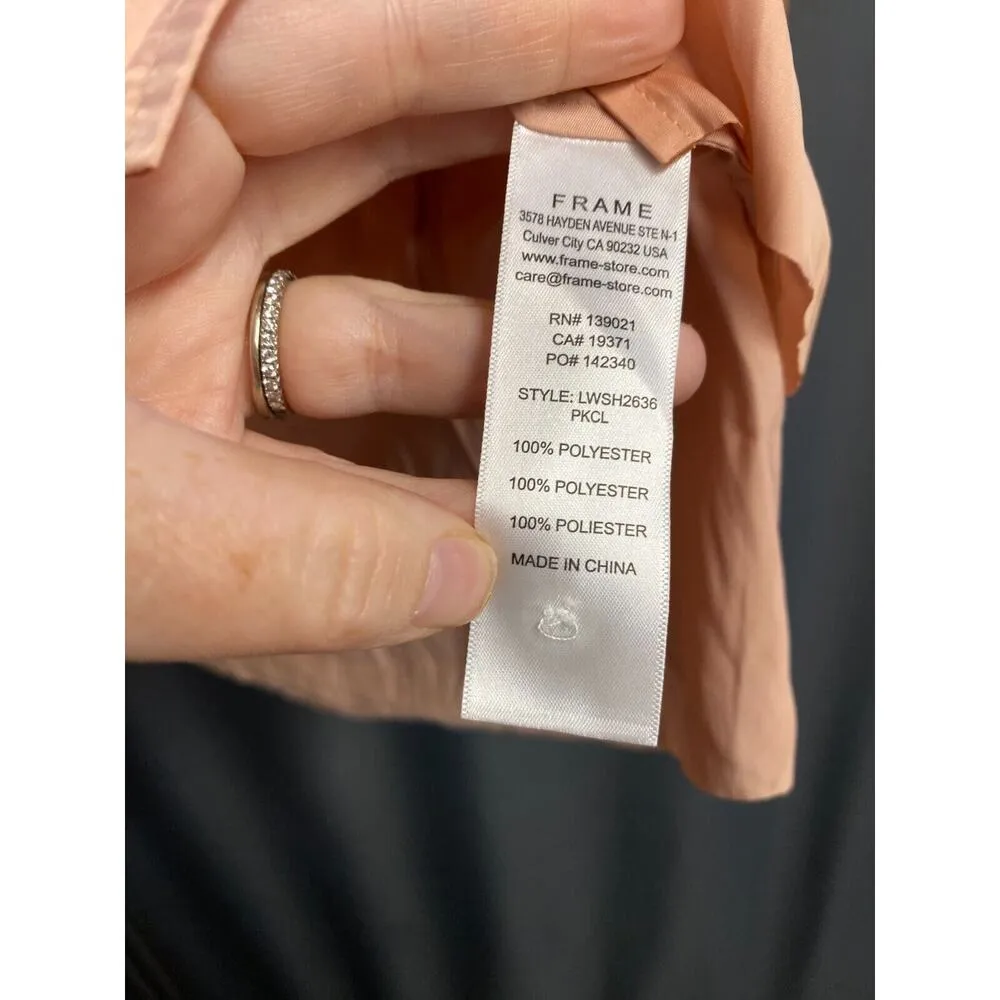 FRAME
3578 HAYDEN AVENUE STE N-1
Culver City CA 90232 USA
www.frame-store.com
care@frame-store.com
RN# 139021
CA# 19371
PO# 142340
STYLE: LWSH2636
PKCL
100% POLYESTER
100% POLYESTER
100% POLIESTER
MADE IN CHINA